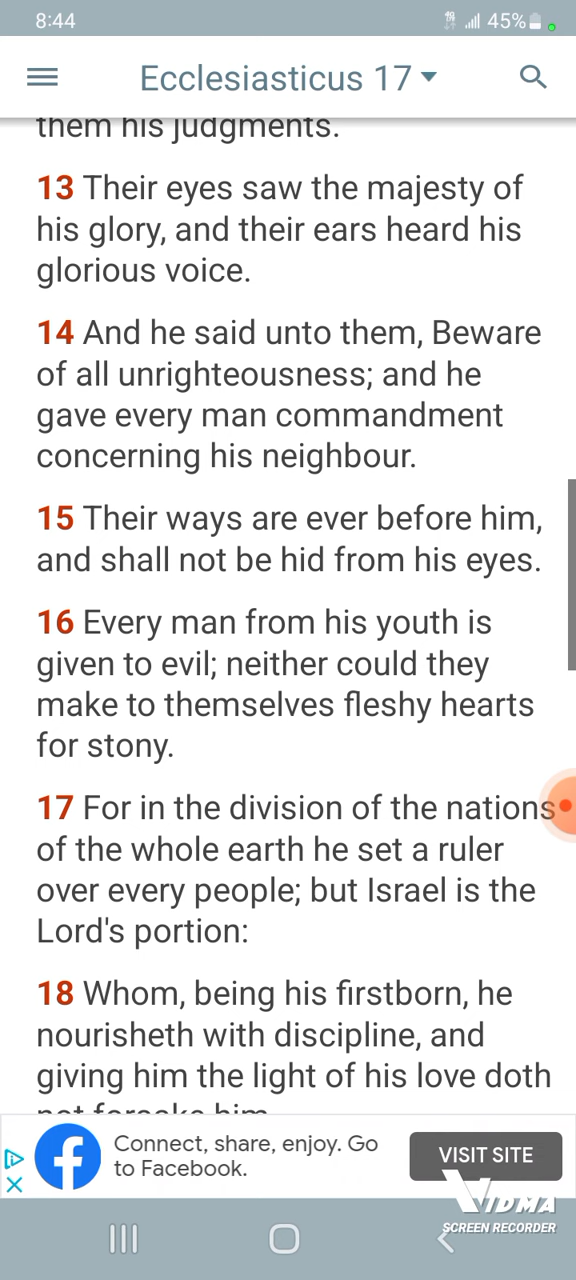 8:44
45%
Ecclesiasticus 17
them his judgments.
13 Their eyes saw the majesty of
his glory, and their ears heard his
glorious voice.
14 And he said unto them, Beware
of all unrighteousness; and he
gave every man commandment
concerning his neighbour.
15 Their ways are ever before him,
and shall not be hid from his eyes.
16 Every man from his youth is
given to evil; neither could they
make to themselves fleshy hearts
for stony.
17 For in the division of the nations
of the whole earth he set a ruler
over every people; but Israel is the
Lord's portion:
18 Whom, being his firstborn, he
nourisheth with discipline, and
giving him the light of his love doth
not forsake him.
Connect, share, enjoy. Go
to Facebook.
VISIT SITE
VIDMA
SCREEN RECORDER